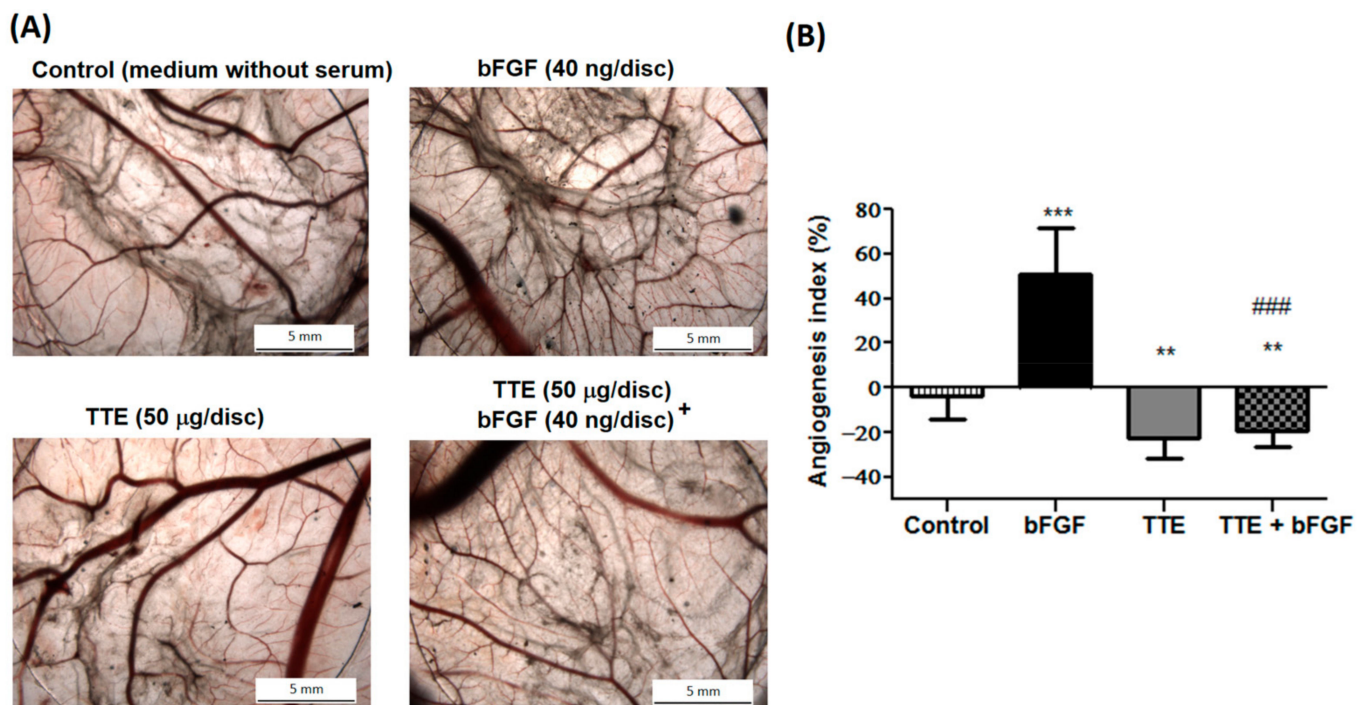 (A)
Control (medium without serum)
bFGF (40 ng/disc)
5 mm
5 mm
TTE (50 μg/disc)
TTE (50 μg/disc)
bFGF (40 ng/disc) +
5 mm
5 mm
(B)
Angiogenesis index (%)
80
60
40
20
0
−20
−40
***
**
###
**
Control
bFGF
TTE
TTE + bFGF